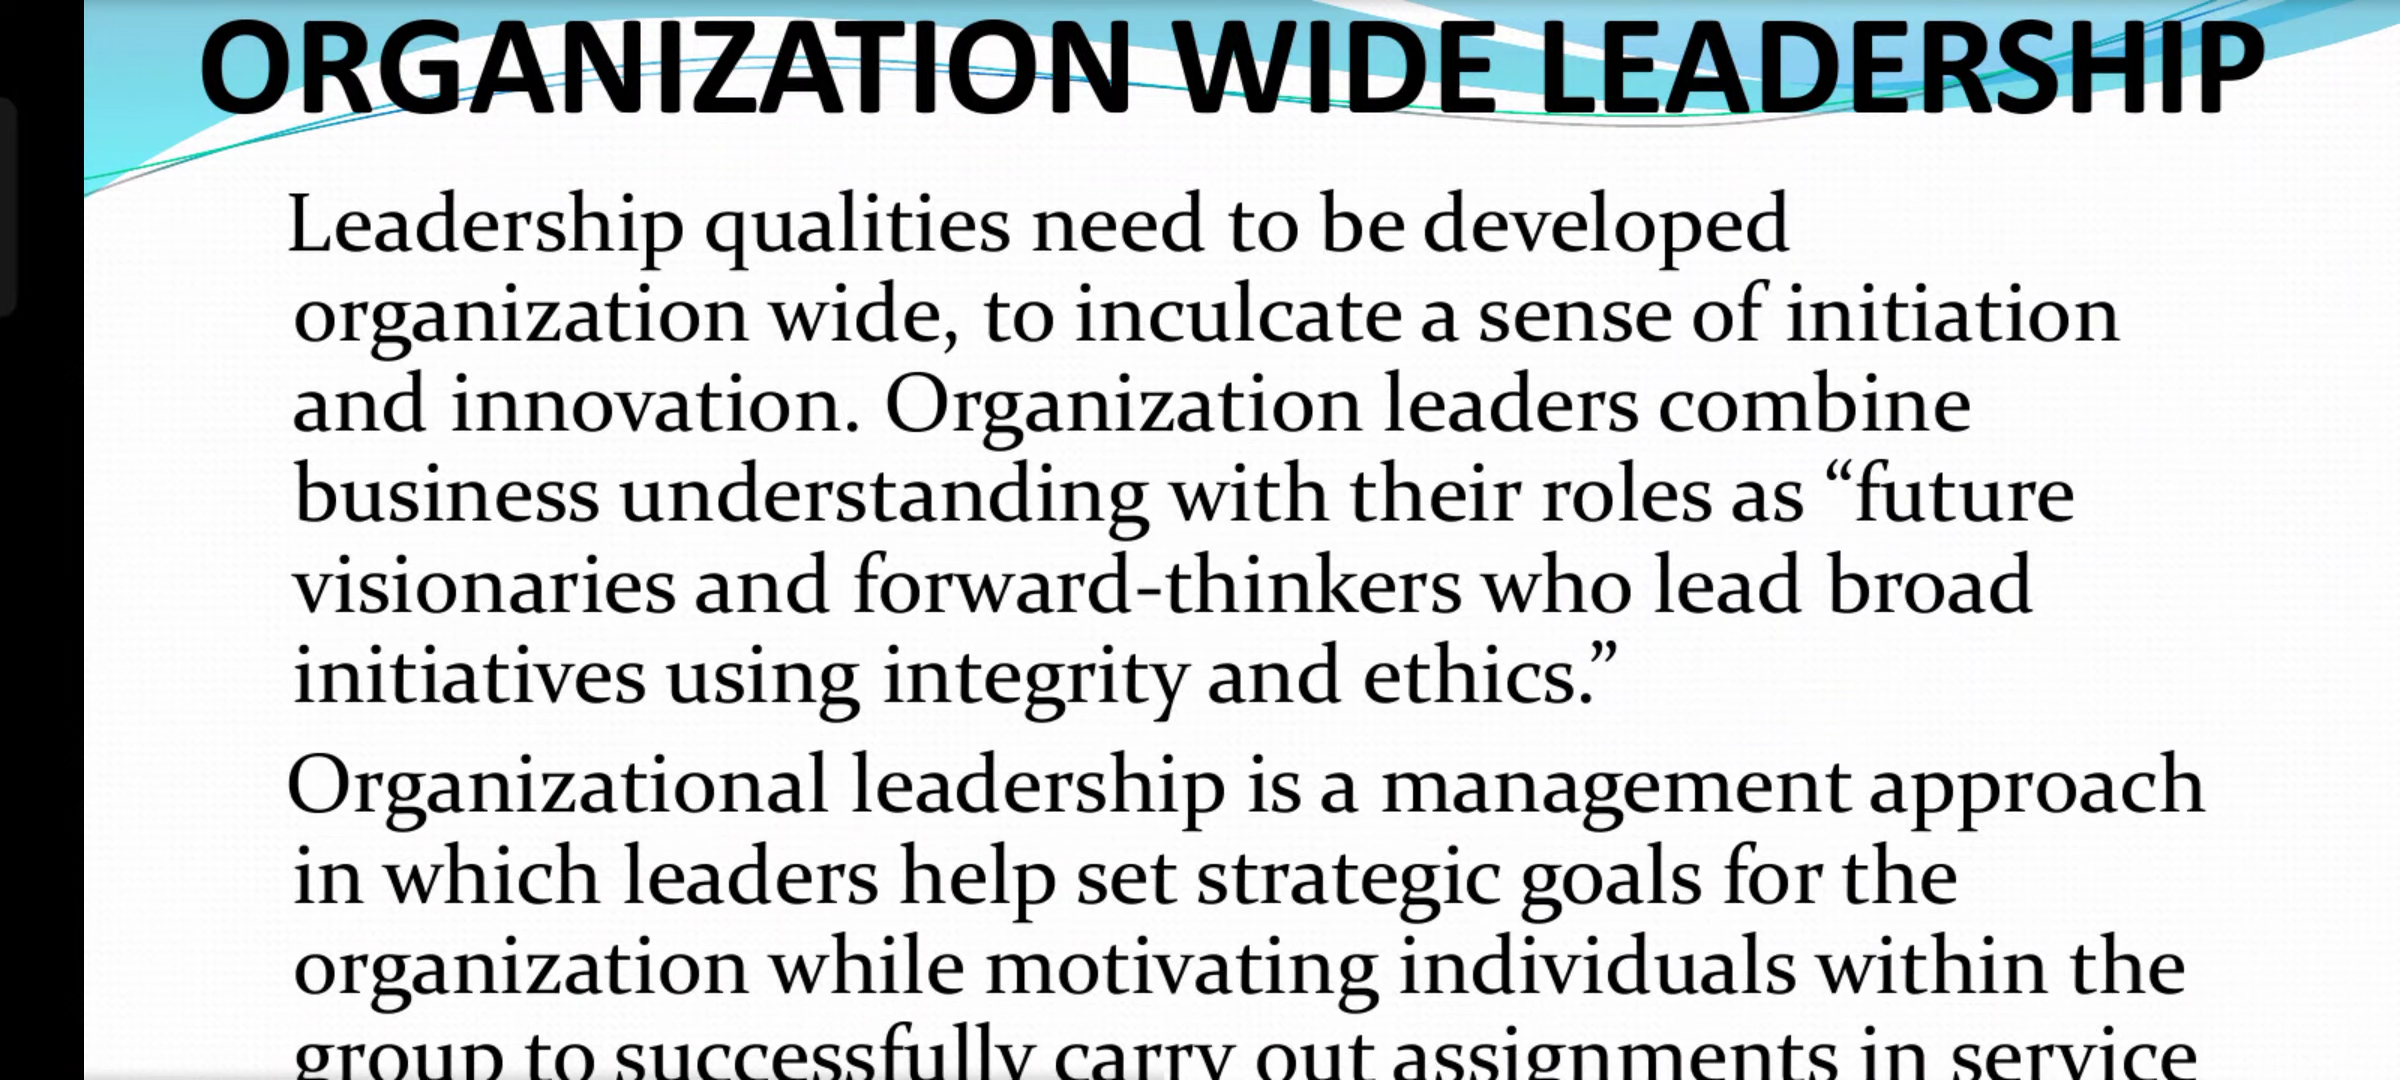 ORGANIZATION WIDE LEADERSHIP
Leadership qualities need to be developed
organization wide, to inculcate a sense of initiation
and innovation. Organization leaders combine
business understanding with their roles as “future
visionaries and forward-thinkers who lead broad
initiatives using integrity and ethics.”
Organizational leadership is a management approach
in which leaders help set strategic goals for the
organization while motivating individuals within the
group to successfully carry out assignments in service